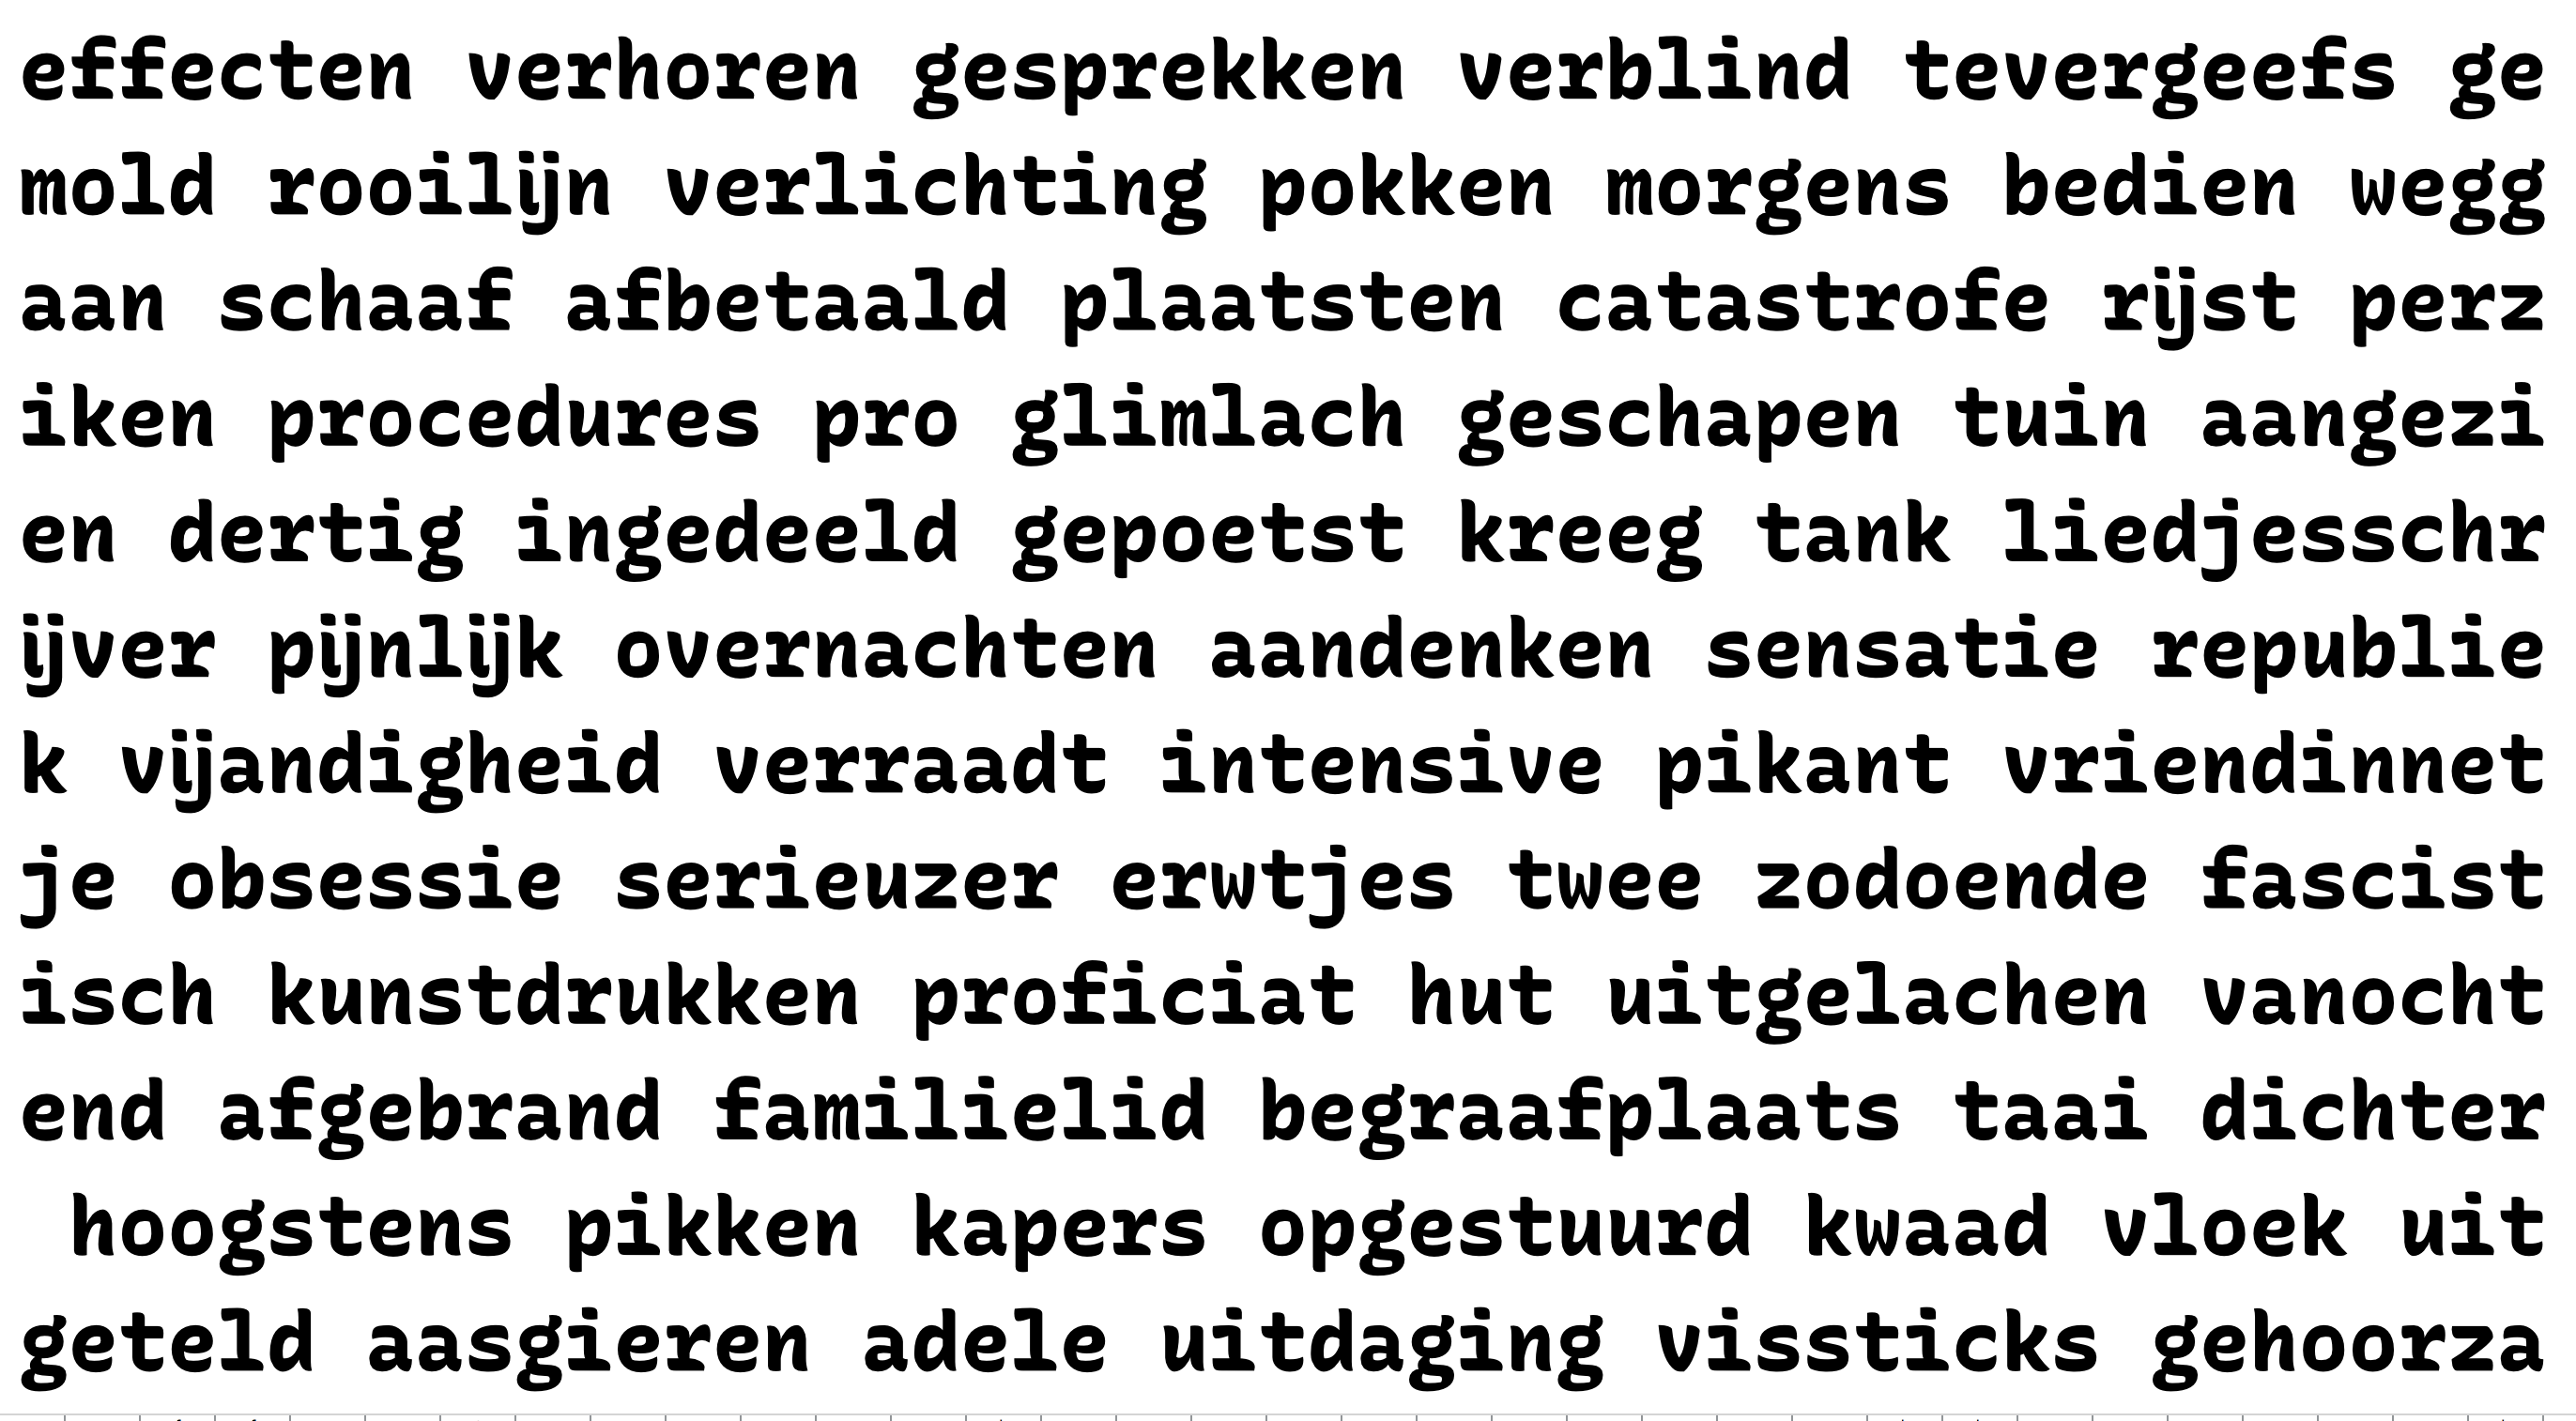 effecten verhoren gesprekken verblind tevergeefs ge
mold rooilijn verlichting pokken morgens bedien wegg
aan schaaf afbetaald plaatsten catastrofe rijst perz
iken procedures pro glimlach geschapen tuin aangezi
en dertig ingedeeld gepoetst kreeg tank liedjesschr
ijver pijnlijk overnachten aandenken sensatie republie
k vijandigheid verraadt intensive pikant vriendinnet
je obsessie serieuzer erwtjes twee zodoende fascist
isch kunstdrukken proficiat hut uitgelachen vanocht
end afgebrand familielid begraafplaats taai dichter
hoogstens pikken kapers opgestuurd kwaad vloek uit
geteld aasgieren adele uitdaging vissticks gehoorza